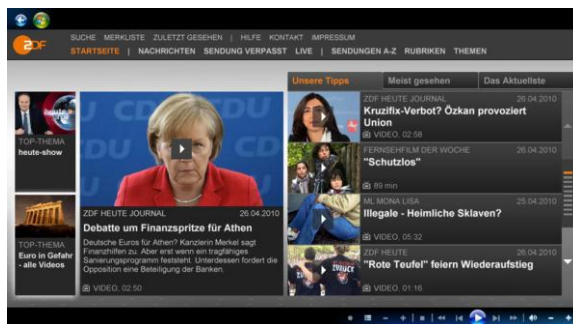 ZDF
SUCHE MERKLISTE ZULETZT GESEHEN | HILFE KONTAKT IMPRESSUM
STARTSEITE | NACHRICHTEN SENDUNG VERPASST LIVE | SENDUNGEN A-Z RUBRIKEN THEMEN
TOP-THEMA
heute-show
TOP-THEMA
Euro in Gefahr
- alle Videos
CDU
ZDF HEUTE JOURNAL 26.04.2010
Debatte um Finanzspritze für Athen
Deutsche Euros für Athen? Kanzlerin Merkel sagt
Finanzhilfen zu. Aber erst wenn ein tragfähiges
Sanierungsprogramm feststeht. Unterdessen fordert die
Opposition eine Beteiligung der Banken.
VIDEO, 02:50
Unsere Tipps Meist gesehen Das Aktuellste
ZDF HEUTE JOURNAL 26.04.2010
Kruzifix-Verbot? Özkan provoziert
Union
VIDEO, 02:58
FERNSEHFILM DER WOCHE 26.04.2010
"Schutzlos"
89 min
ML MONA LISA 25.04.2010
Illegale - Heimliche Sklaven?
VIDEO, 05:32
ZDF HEUTE 26.04.2010
"Rote Teufel" feiern Wiederaufstieg
VIDEO, 01:16